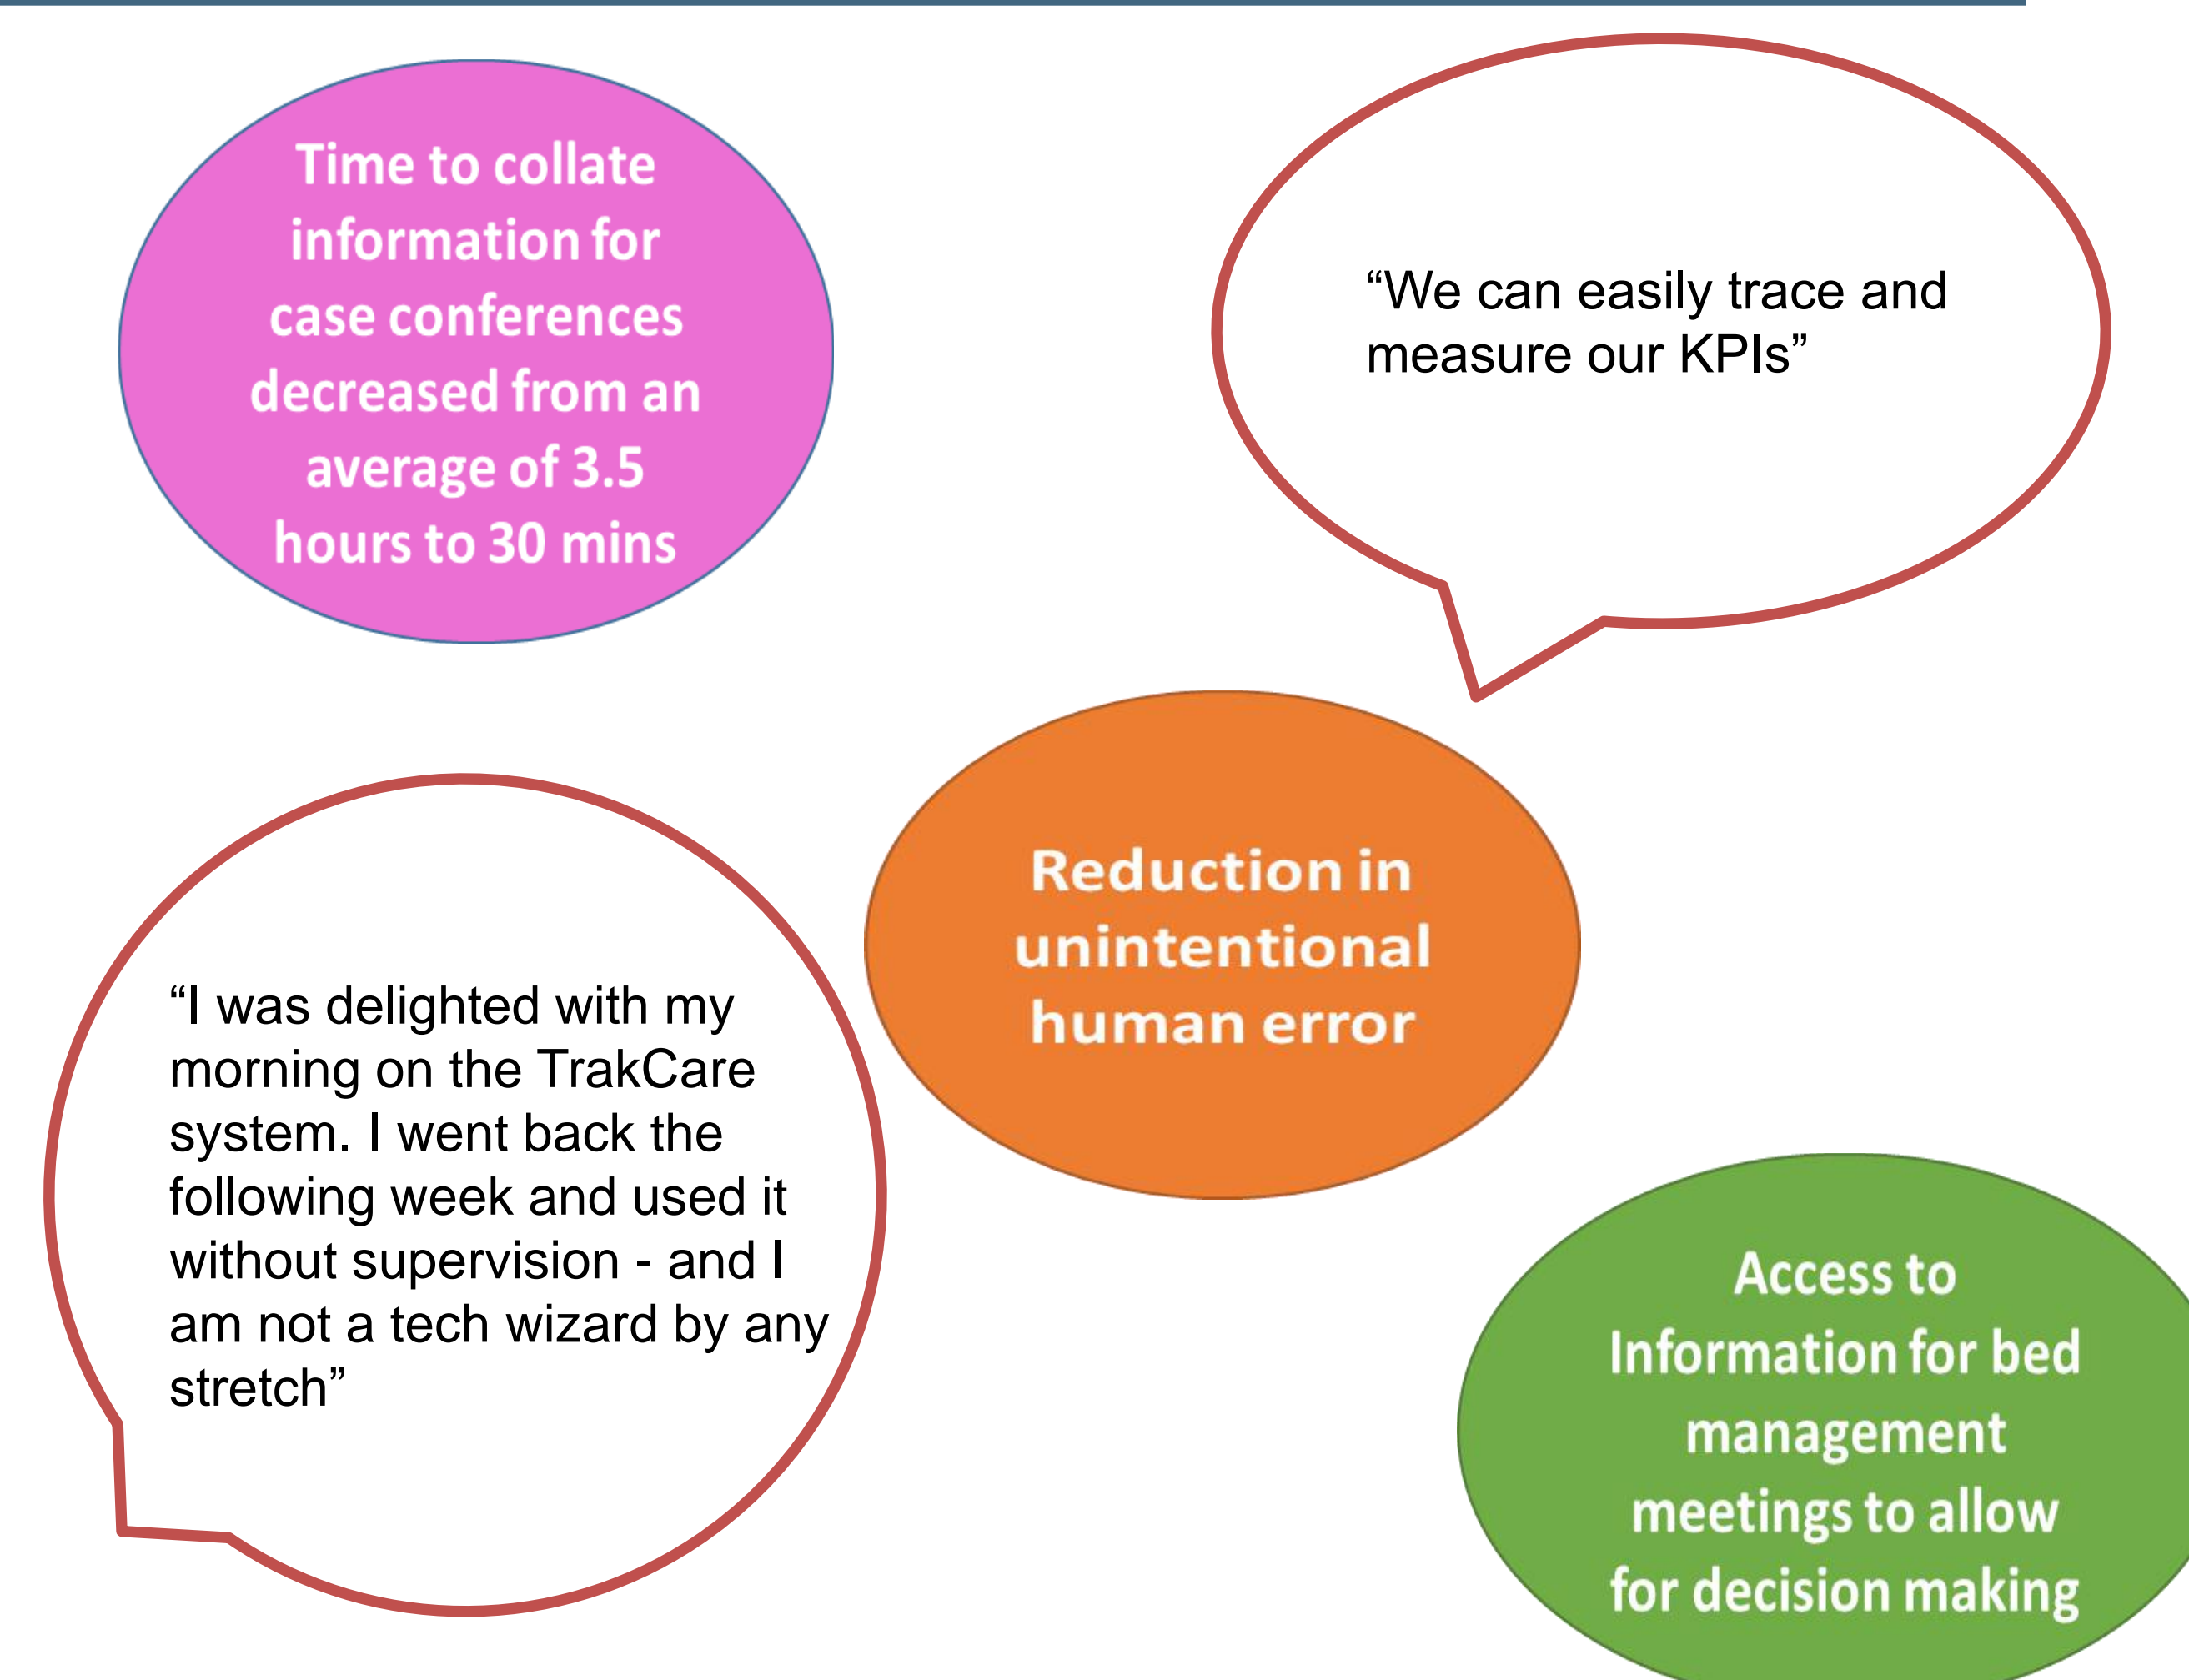 Time to collate
information for
case conferences
decreased from an
average of 3.5
hours to 30 mins
“We can easily trace and
measure our KPIs”
Reduction in
unintentional
human error
“I was delighted with my
morning on the TrakCare
system. I went back the
following week and used it
without supervision - and I
am not a tech wizard by any
stretch”
Access to
Information for bed
management
meetings to allow
for decision making